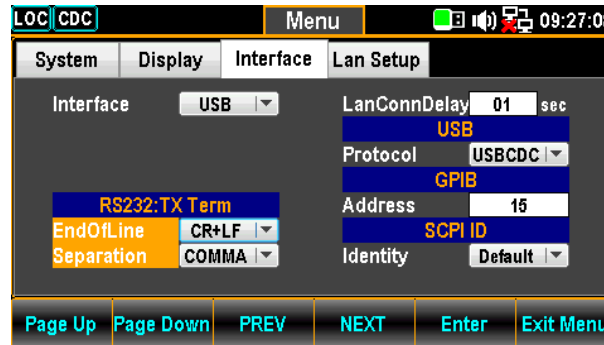 LOC CDC Menu 09:27:0
System Display Interface Lan Setup
Interface USB LanConnDelay 01 sec
USB
Protocol USBCDC
GPIB
RS232:TX Term Address 15
EndOfLine CR+LF SCPI ID
Separation COMMA Identity Default
Page Up Page Down PREV NEXT Enter Exit Menu